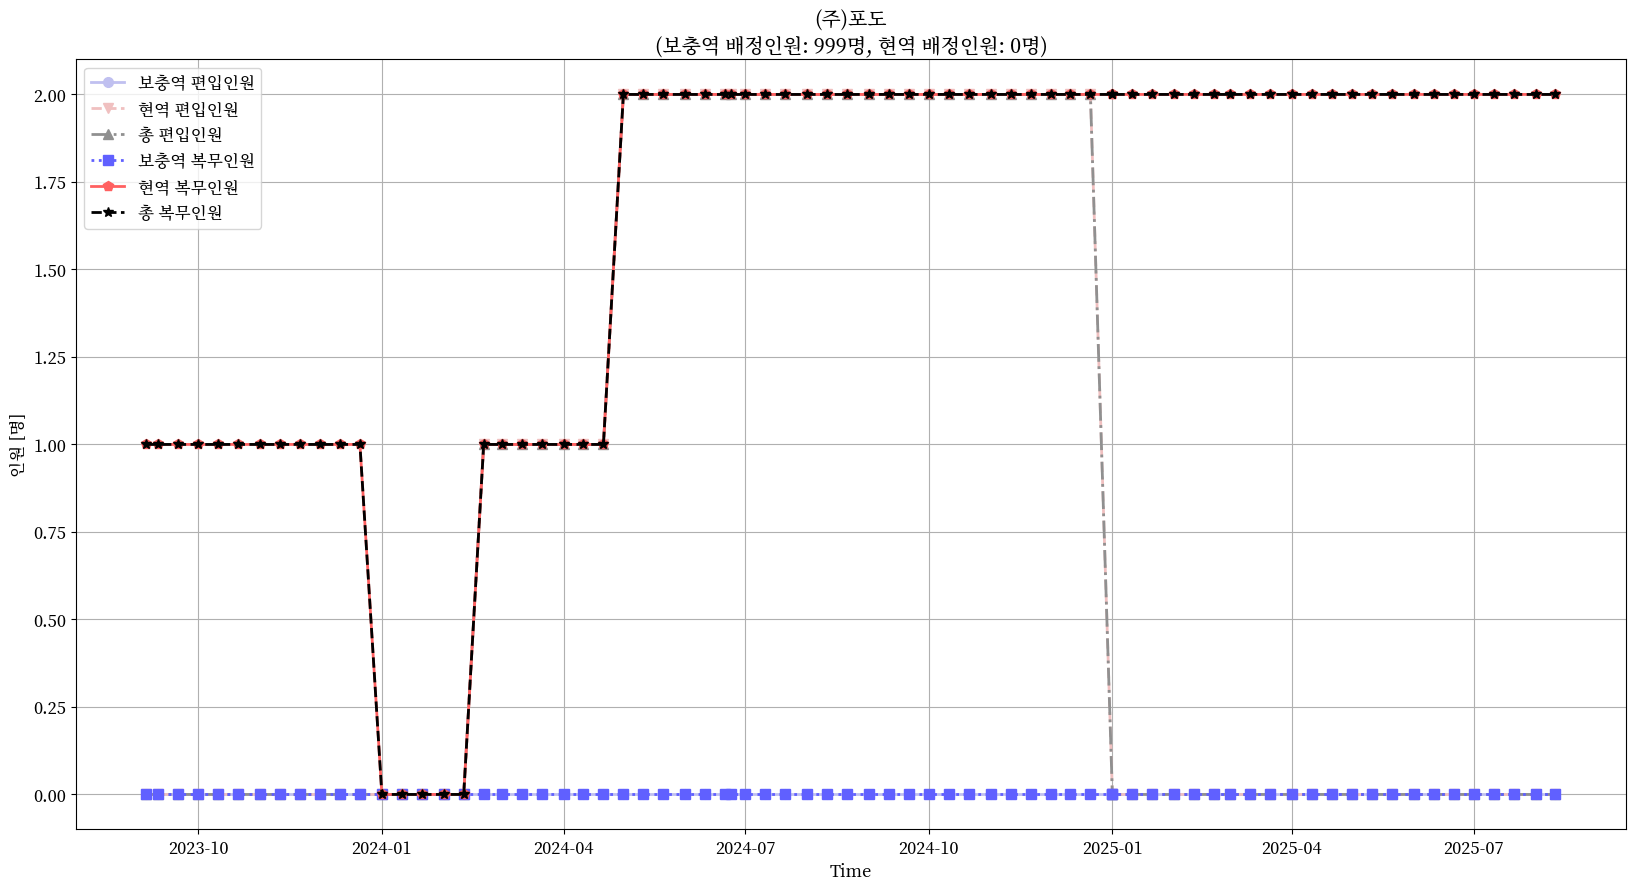 (주)포도
(보충역 배정인원: 999명, 현역 배정인원: 0명)
보충역 편입인원
현역 편입인원
총 편입인원
보충역 복무인원
현역 복무인원
총 복무인원
2.00
1.75
1.50
1.25
1.00
0.75
0.50
0.25
0.00
인원 [명]
2023-10
2024-01
2024-04
2024-07
2024-10
2025-01
2025-04
2025-07
Time